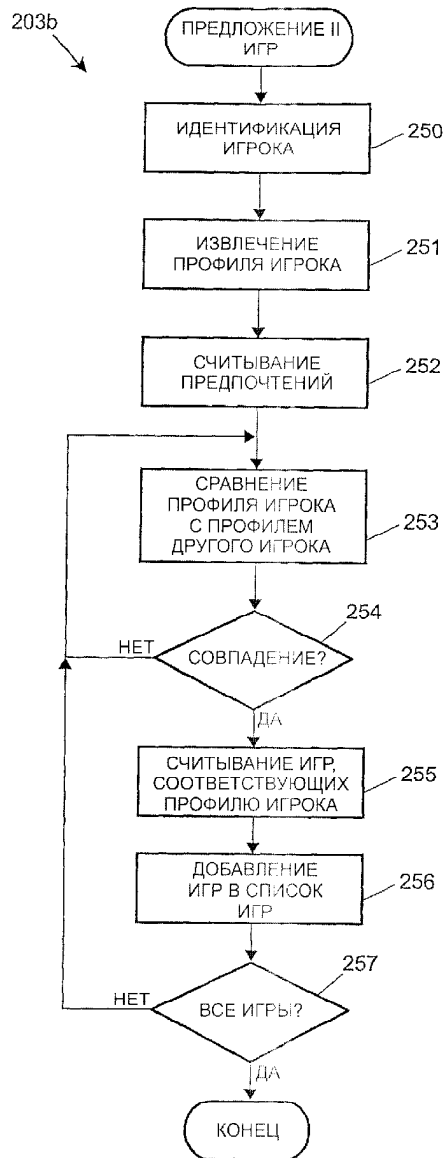 203b
ПРЕДЛОЖЕНИЕ II
ИГР
ИДЕНТИФИКАЦИЯ
ИГРОКА
250
ИЗВЛЕЧЕНИЕ
ПРОФИЛЯ ИГРОКА
251
СЧИТЫВАНИЕ
ПРЕДПОЧТЕНИЙ
252
СРАВНЕНИЕ
ПРОФИЛЯ ИГРОКА
С ПРОФИЛЕМ
ДРУГОГО ИГРОКА
253
254
НЕТ
СОВПАДЕНИЕ?
ДА
СЧИТЫВАНИЕ ИГР,
СООТВЕТСТВУЮЩИХ
ПРОФИЛЮ ИГРОКА
255
ДОБАВЛЕНИЕ
ИГР В СПИСОК
ИГР
256
257
НЕТ
ВСЕ ИГРЫ?
ДА
КОНЕЦ